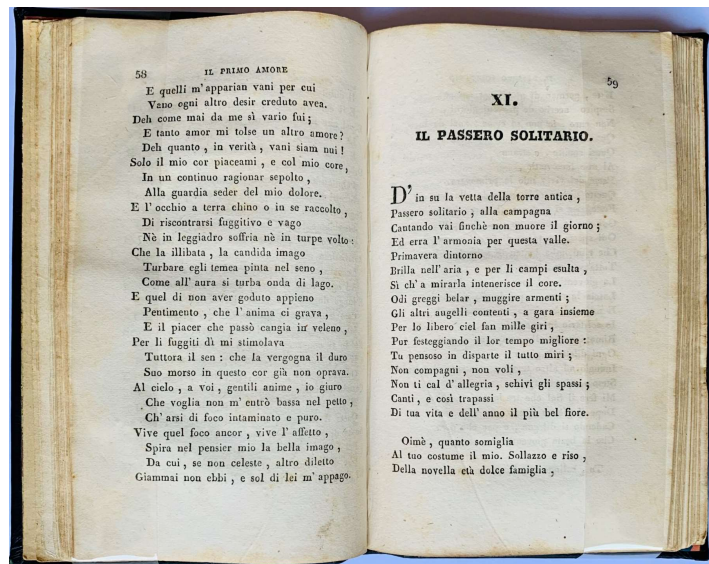 58
IL PRIMO AMORE
E quelli m'apparian vani per cui
Vano ogni altro desir creduto avea.
Deh come mai da me sì vario fui ;
E tanto amor mi tolse un altro amore ?
Deh quanto , in verità , vani siam nui !
Solo il mio cor piaceami , e col mio core,
In un continuo ragionar sepolto ,
Alla guardia seder del mio dolore.
E l'occhio a terra chino o in se raccolto ,
Di riscontrarsi fuggitivo e vago
Nè in leggiadro soffria nè in turpe volto :
Che la illibata , la candida imago
Turbare egli temea pinta nel seno ,
Come all'aura si turba onda di lago.
E quel di non aver goduto appieno
Pentimento , che l'anima ci grava ,
E il piacer che passò cangia in veleno ,
Per li fuggiti dì mi stimolava
Tuttora il sen : che la vergogna il duro
Suo morso in questo cor già non oprava.
Al cielo , a voi , gentili anime , io giuro
Che voglia non m'entrò bassa nel petto ,
Ch'arsi di foco intaminato e puro.
Vive quel foco ancor , vive l'affetto ,
Spira nel pensier mio la bella imago ,
Da cui , se non celeste , altro diletto
Giammai non ebbi , e sol di lei m'appago.
59
XI.
IL PASSERO SOLITARIO.
D'in su la vetta della torre antica ,
Passero solitario , alla campagna
Cantando vai finchè non muore il giorno ;
Ed erra l'armonia per questa valle.
Primavera dintorno
Brilla nell'aria , e per li campi esulta ,
Sì ch'a mirarla intenerisce il core.
Odi greggi belar , muggire armenti ;
Gli altri augelli contenti , a gara insieme
Per lo libero ciel fan mille giri ,
Pur festeggiando il lor tempo migliore :
Tu pensoso in disparte il tutto miri ;
Non compagni , non voli ,
Non ti cal d'allegria , schivi gli spassi ;
Canti , e così trapassi
Di tua vita e dell'anno il più bel fiore.
Oimè , quanto somiglia
Al tuo costume il mio. Sollazzo e riso ,
Della novella età dolce famiglia ,